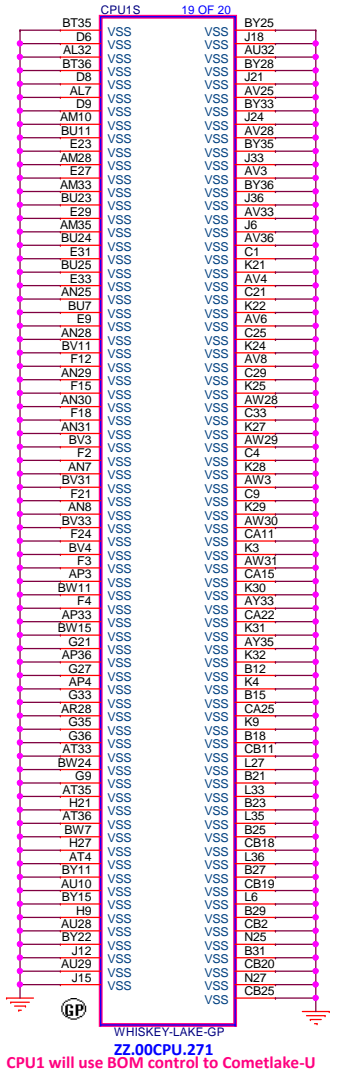 CPU1S 19 OF 20
BT35 VSS VSS BY25
D6 VSS VSS J18
AL32 VSS VSS AU32
BT36 VSS VSS BY28
D8 VSS VSS J21
AL7 VSS VSS AV25
D9 VSS VSS BY33
AM10 VSS VSS J24
BU11 VSS VSS AV28
E23 VSS VSS BY35
AM28 VSS VSS J33
E27 VSS VSS AV3
AM33 VSS VSS BY36
BU23 VSS VSS J36
E29 VSS VSS AV33
AM35 VSS VSS J6
BU24 VSS VSS AV36
E31 VSS VSS C1
BU25 VSS VSS K21
E33 VSS VSS AV4
AN25 VSS VSS C21
BU7 VSS VSS K22
E9 VSS VSS AV6
AN28 VSS VSS C25
BV11 VSS VSS K24
F12 VSS VSS AV8
AN29 VSS VSS C29
F15 VSS VSS K25
AN30 VSS VSS AW28
F18 VSS VSS C33
AN31 VSS VSS K27
BV3 VSS VSS AW29
F2 VSS VSS C4
AN7 VSS VSS K28
BV31 VSS VSS AW3
F21 VSS VSS C9
AN8 VSS VSS K29
BV33 VSS VSS AW30
F24 VSS VSS CA11
BV4 VSS VSS K3
F3 VSS VSS AW31
AP3 VSS VSS CA15
BW11 VSS VSS K30
F4 VSS VSS AY33
AP33 VSS VSS CA22
BW15 VSS VSS K31
G21 VSS VSS AY35
AP36 VSS VSS K32
G27 VSS VSS B12
AP4 VSS VSS K4
G33 VSS VSS B15
AR28 VSS VSS CA25
G35 VSS VSS K9
G36 VSS VSS B18
AT33 VSS VSS CB11
BW24 VSS VSS L27
G9 VSS VSS B21
AT35 VSS VSS L33
H21 VSS VSS B23
AT36 VSS VSS L35
BW7 VSS VSS B25
H27 VSS VSS CB18
AT4 VSS VSS L36
BY11 VSS VSS B27
AU10 VSS VSS CB19
BY15 VSS VSS L6
H9 VSS VSS B29
AU28 VSS VSS CB2
BY22 VSS VSS N25
J12 VSS VSS B31
AU29 VSS VSS CB20
J15 VSS VSS N27
VSS CB25
GP
WHISKEY-LAKE-GP
ZZ.00CPU.271
CPU1 will use BOM control to Cometlake-U